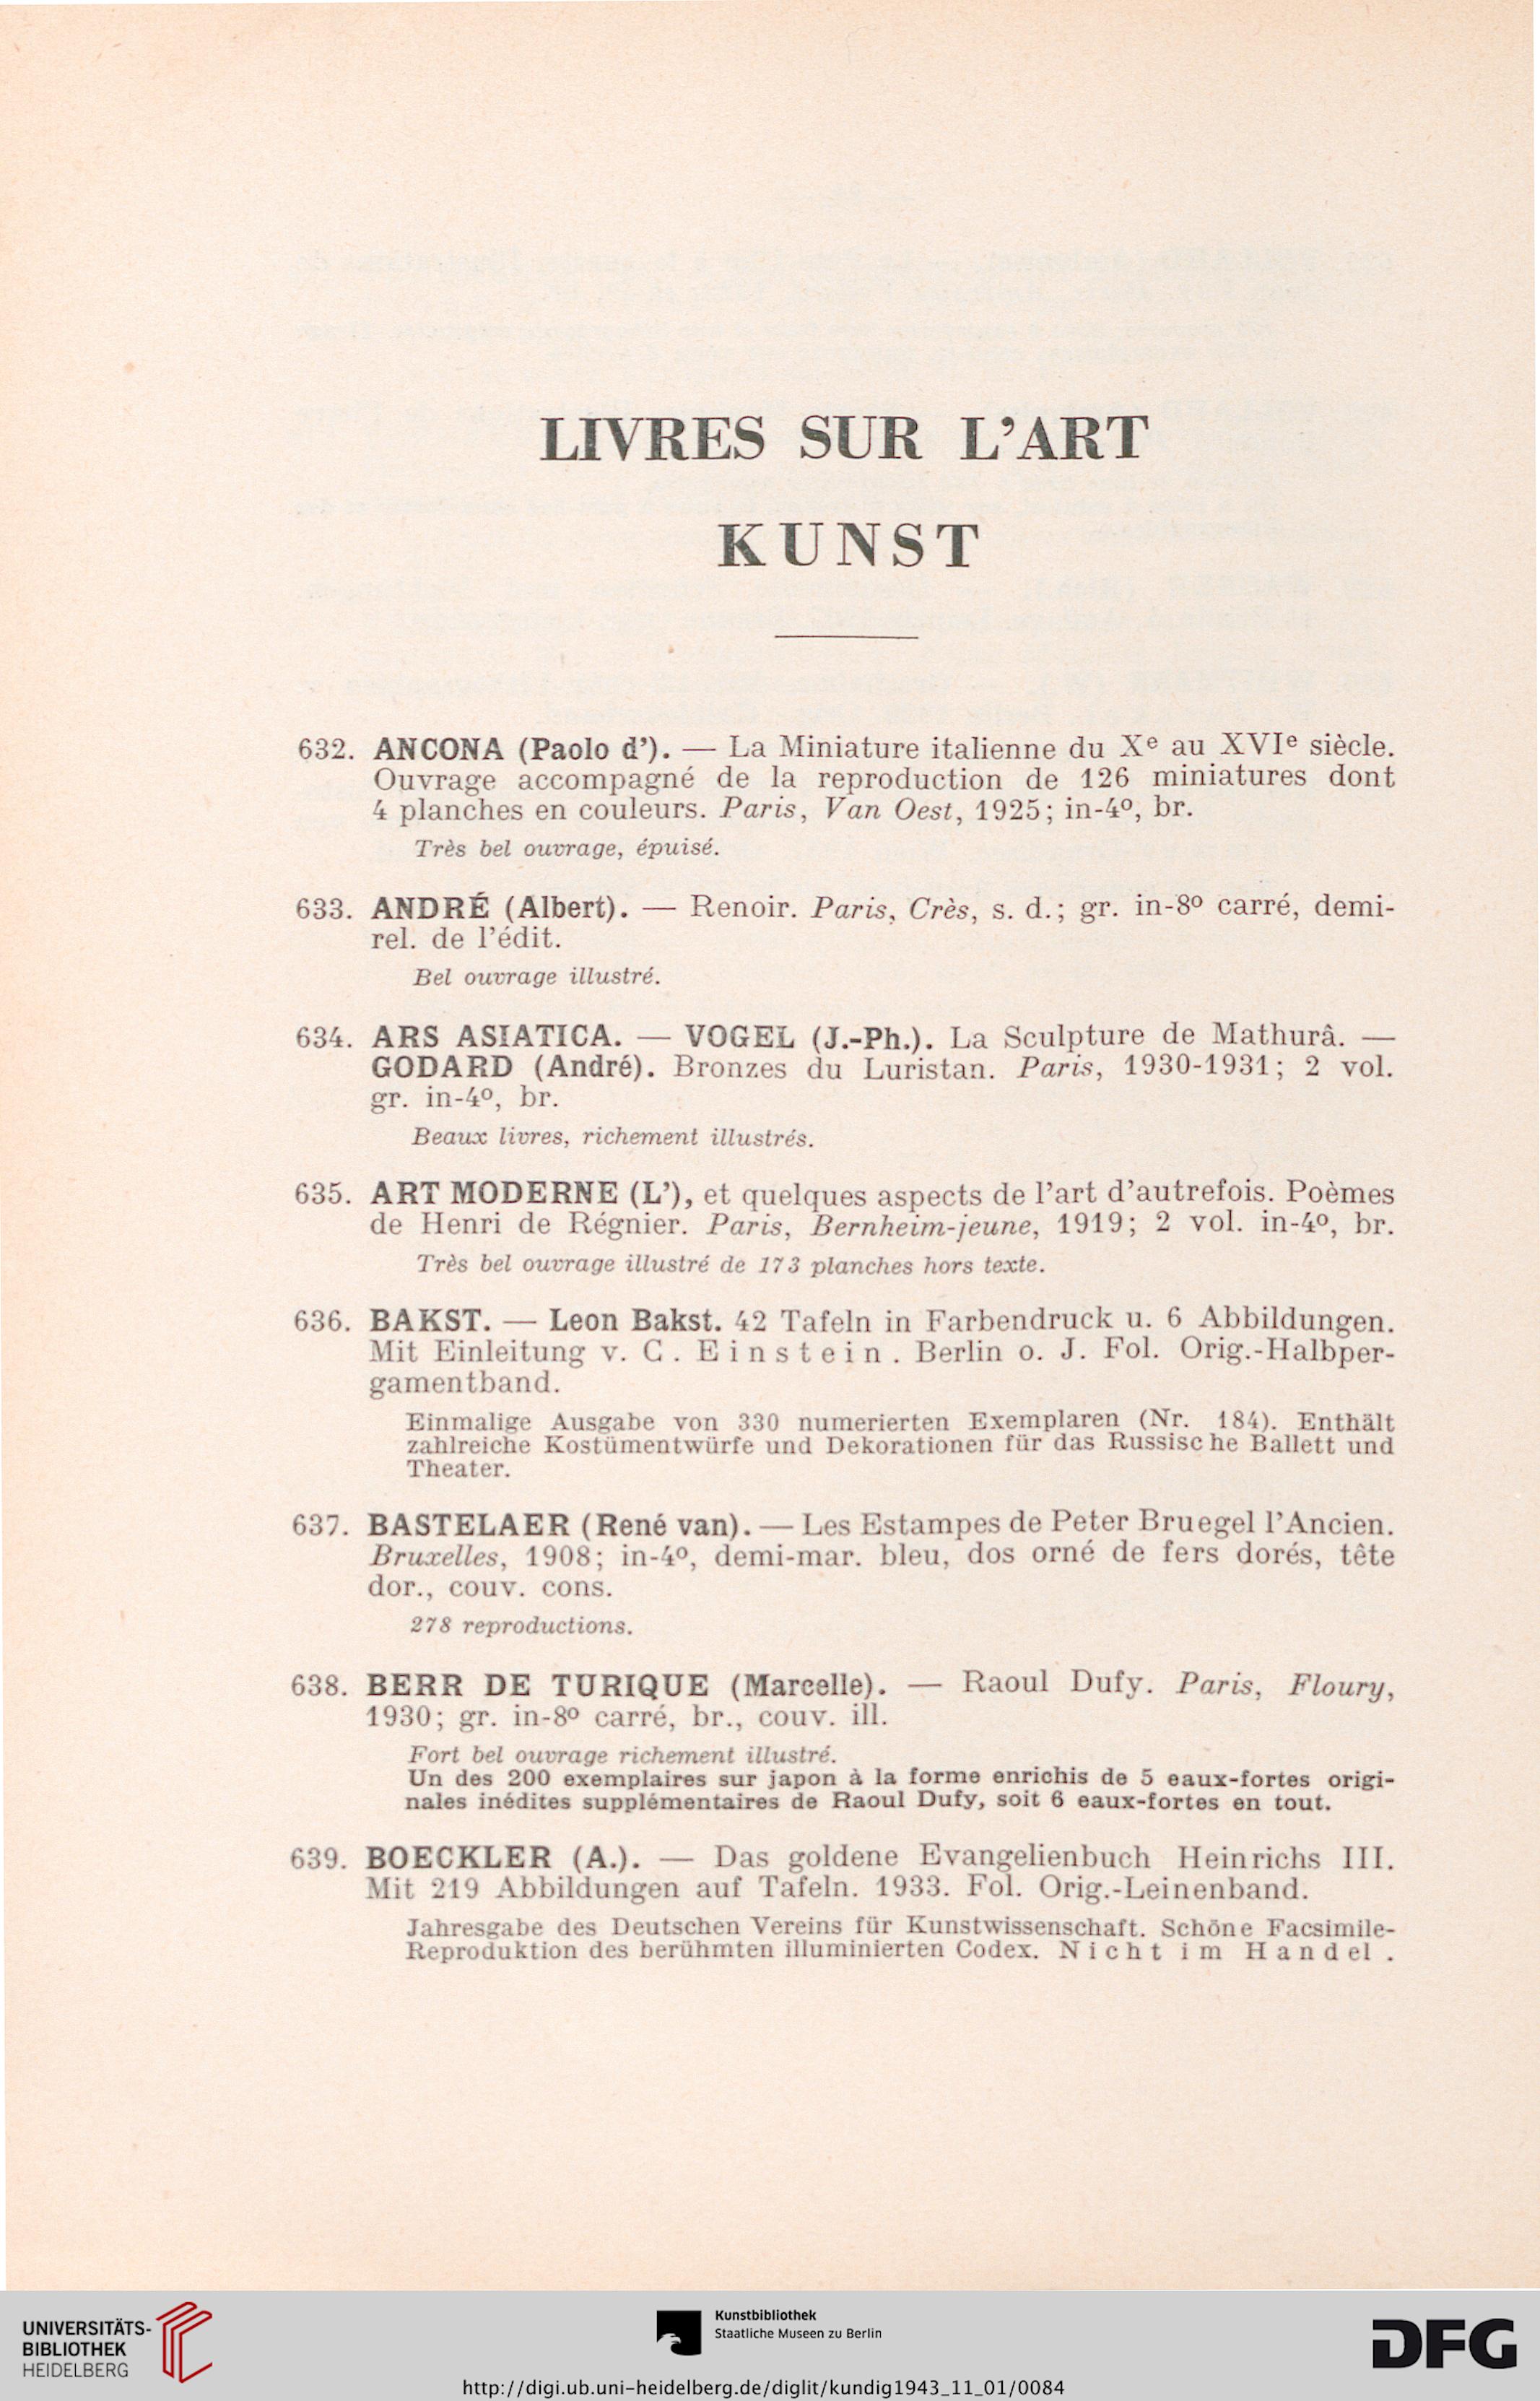 LIVRES SUR L'ART
KUNST
632. ANCONA (Paolo d'). — La Miniature italienne du Xe au XVIe siècle.
Ouvrage accompagné de la reproduction de 126 miniatures dont
4 planches en couleurs. Paris, Van Oest, 1925; in-4º, br.
Très bel ouvrage, épuisé.
633. ANDRÉ (Albert). — Renoir. Paris, Crès, s. d.; gr. in-8º carré, demi-
rel. de l'édit.
Bel ouvrage illustré.
634. ARS ASIATICA. — VOGEL (J.-Ph.). La Sculpture de Mathurâ. —
GODARD (André). Bronzes du Luristan. Paris, 1930-1931; 2 vol.
gr. in-4º, br.
Beaux livres, richement illustrés.
635. ART MODERNE (L'), et quelques aspects de l'art d'autrefois. Poèmes
de Henri de Régnier. Paris, Bernheim-jeune, 1919; 2 vol. in-4º, br.
Très bel ouvrage illustré de 173 planches hors texte.
636. BAKST. — Leon Bakst. 42 Tafeln in Farbendruck u. 6 Abbildungen.
Mit Einleitung v. C. Einstein. Berlin o. J. Fol. Orig.-Halbper-
gamentband.
Einmalige Ausgabe von 330 numerierten Exemplaren (Nr. 184). Enthält
zahlreiche Kostümentwürfe und Dekorationen für das Russische Ballett und
Theater.
637. BASTELAER (René van). — Les Estampes de Peter Bruegel l'Ancien.
Bruxelles, 1908; in-4º, demi-mar. bleu, dos orné de fers dorés, tête
dor., couv. cons.
278 reproductions.
638. BERR DE TURIQUE (Marcelle). — Raoul Dufy. Paris, Floury,
1930; gr. in-8º carré, br., couv. ill.
Fort bel ouvrage richement illustré.
Un des 200 exemplaires sur japon à la forme enrichis de 5 eaux-fortes origi-
nales inédites supplémentaires de Raoul Dufy, soit 6 eaux-fortes en tout.
639. BOECKLER (A.). — Das goldene Evangelienbuch Heinrichs III.
Mit 219 Abbildungen auf Tafeln. 1933. Fol. Orig.-Leinenband.
Jahresgabe des Deutschen Vereins für Kunstwissenschaft. Schöne Facsimile-
Reproduktion des berühmten illuminierten Codex. Nicht im Handel.
UNIVERSITÄTS-
BIBLIOTHEK
HEIDELBERG
Kunstbibliothek
Staatliche Museen zu Berlin
DFG
http://digi.ub.uni-heidelberg.de/diglit/kundig1943_11_01/0084